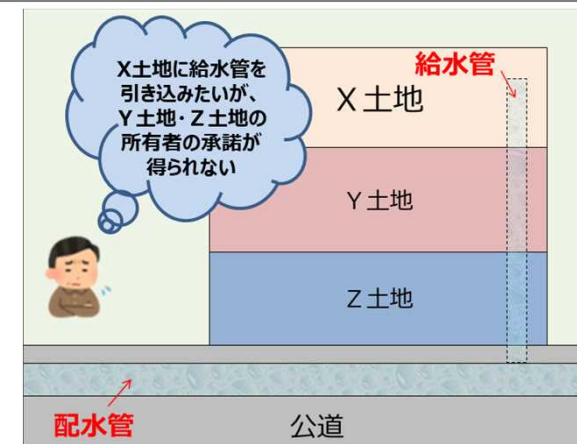 X土地に給水管を
引き込みたいが、
Y土地・Z土地の
所有者の承諾が
得られない
給水管
X土地
Y土地
Z土地
配水管
公道